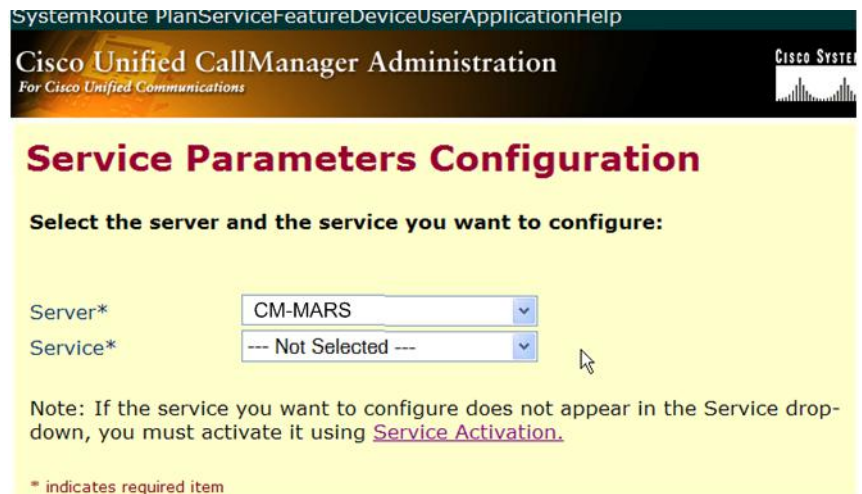 SystemRoute PlanServiceFeatureDeviceUserApplicationHelp
Cisco Unified CallManager Administration
For Cisco Unified Communications
CISCO SYSTE
Service Parameters Configuration
Select the server and the service you want to configure:
Server*
CM-MARS
Service*
--- Not Selected ---
Note: If the service you want to configure does not appear in the Service drop-
down, you must activate it using Service Activation.
* indicates required item